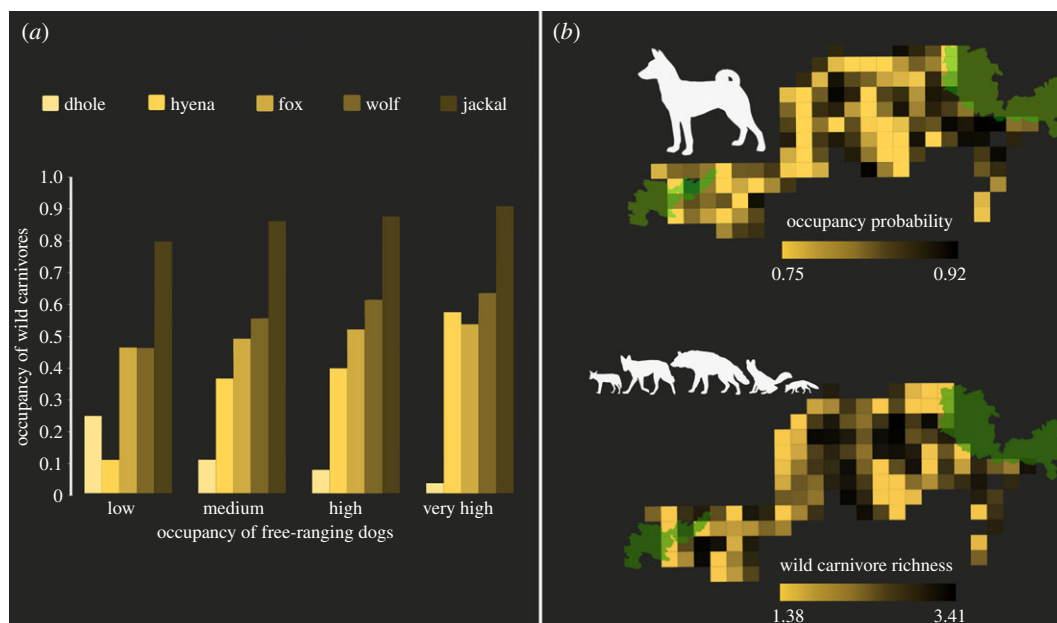 (a)
dhole hyena fox wolf jackal
1.0
0.9
0.8
0.7
0.6
0.5
0.4
0.3
0.2
0.1
0
occupancy of wild carnivores
low medium high very high
occupancy of free-ranging dogs
(b)
occupancy probability
0.75 0.92
wild carnivore richness
1.38 3.41